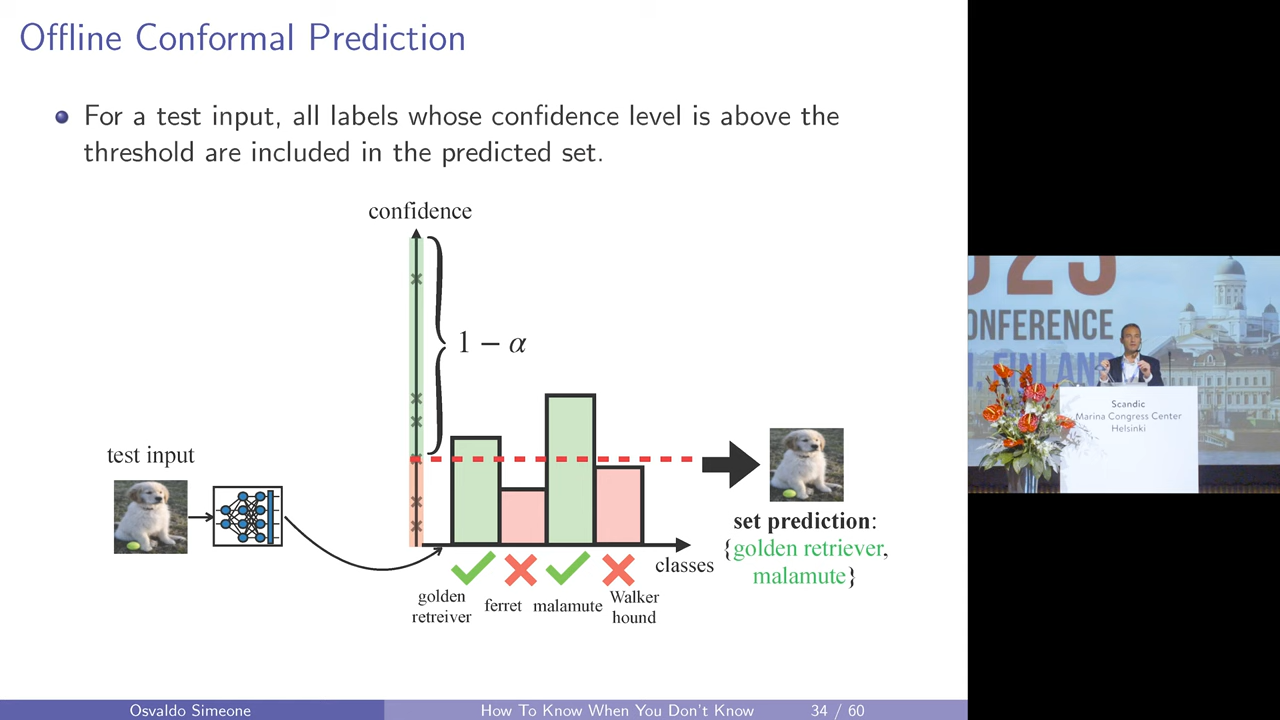 Offline Conformal Prediction
For a test input, all labels whose confidence level is above the
threshold are included in the predicted set.
confidence
1 − α
test input
golden
retreiver
ferret
malamute
Walker
hound
classes
set prediction:
{golden retriever,
malamute}
Osvaldo Simeone
How To Know When You Don't Know
34 / 60
ONFERENCE
FINLAND
Scandic
Marina Congress Center
Helsinki